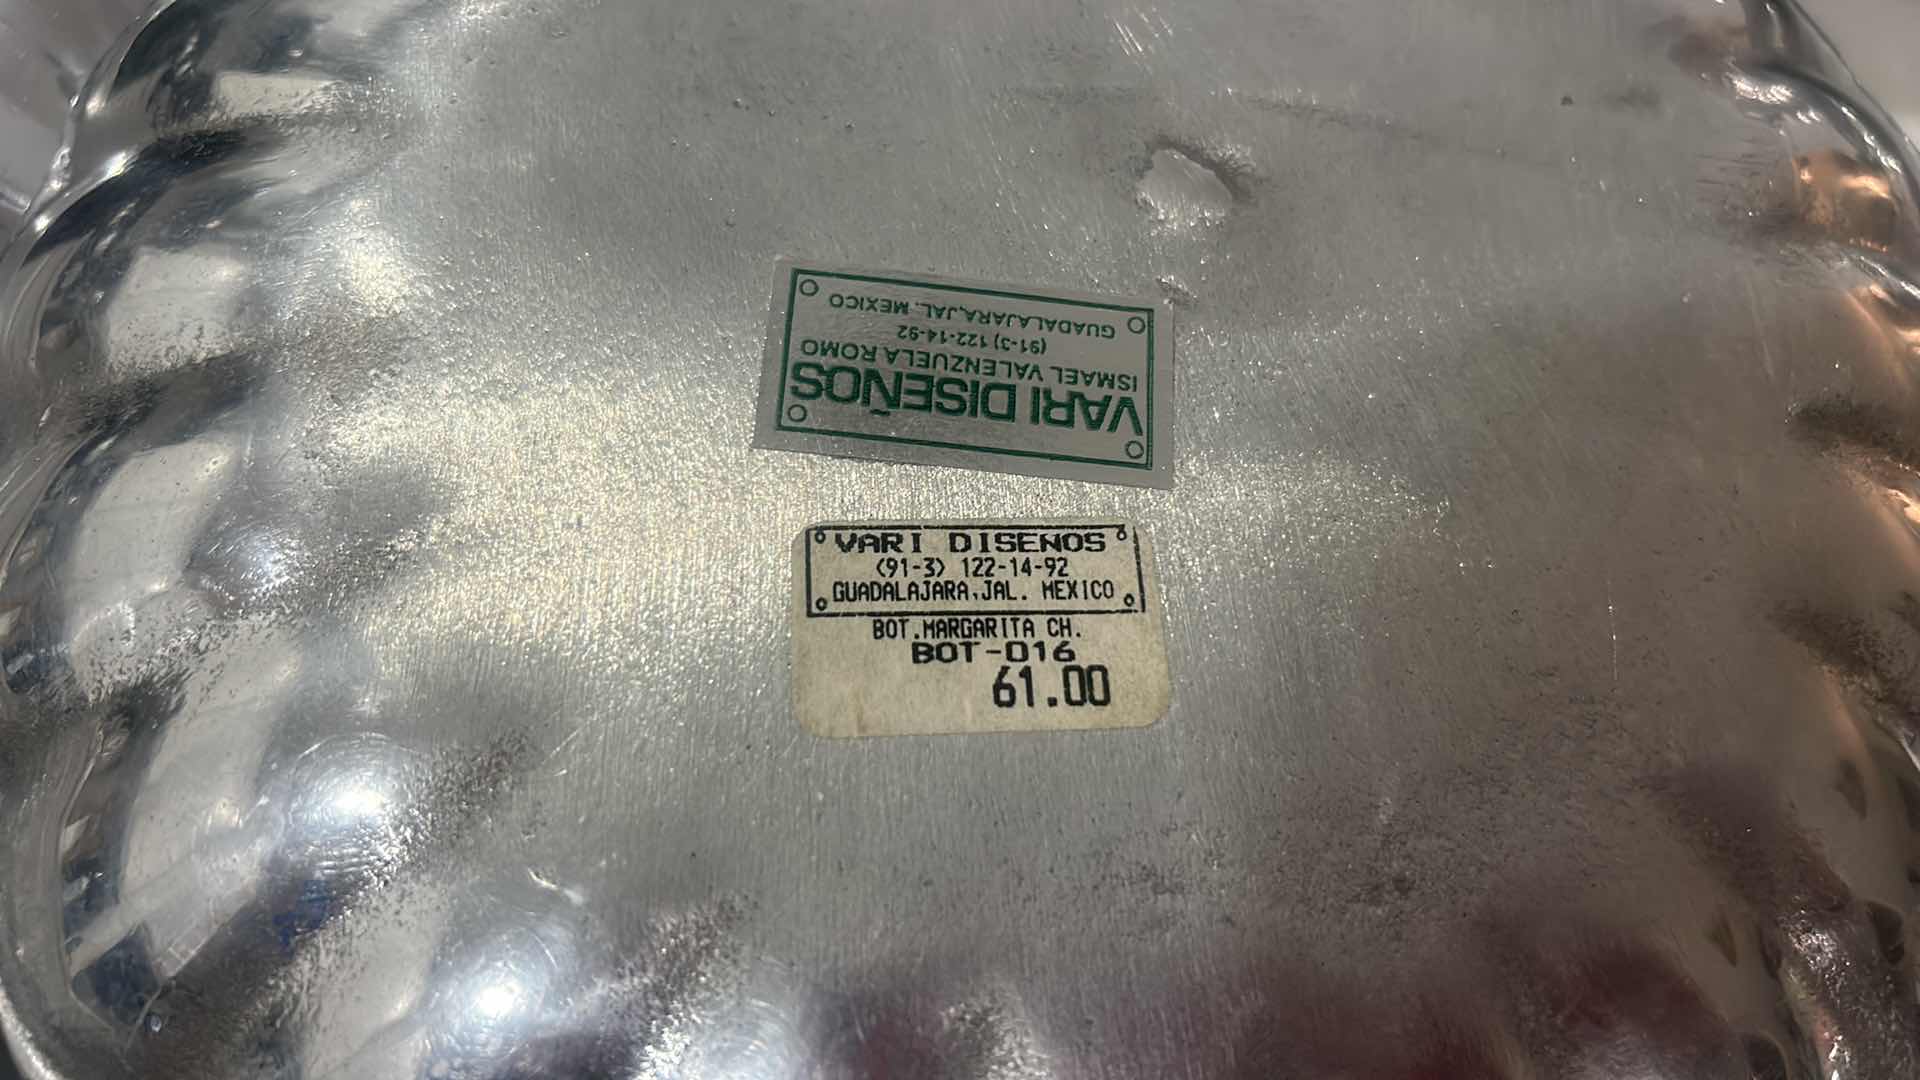 VARI DISEÑOS
ISMAEL VALENZUELA ROMO
(91-3) 122-14-92
GUADALAJARA,JAL. MEXICO
VARI DISENOS
(91-3) 122-14-92
GUADALAJARA,JAL. MEXICO
BOT.MARGARITA CH.
BOT-016
61.00